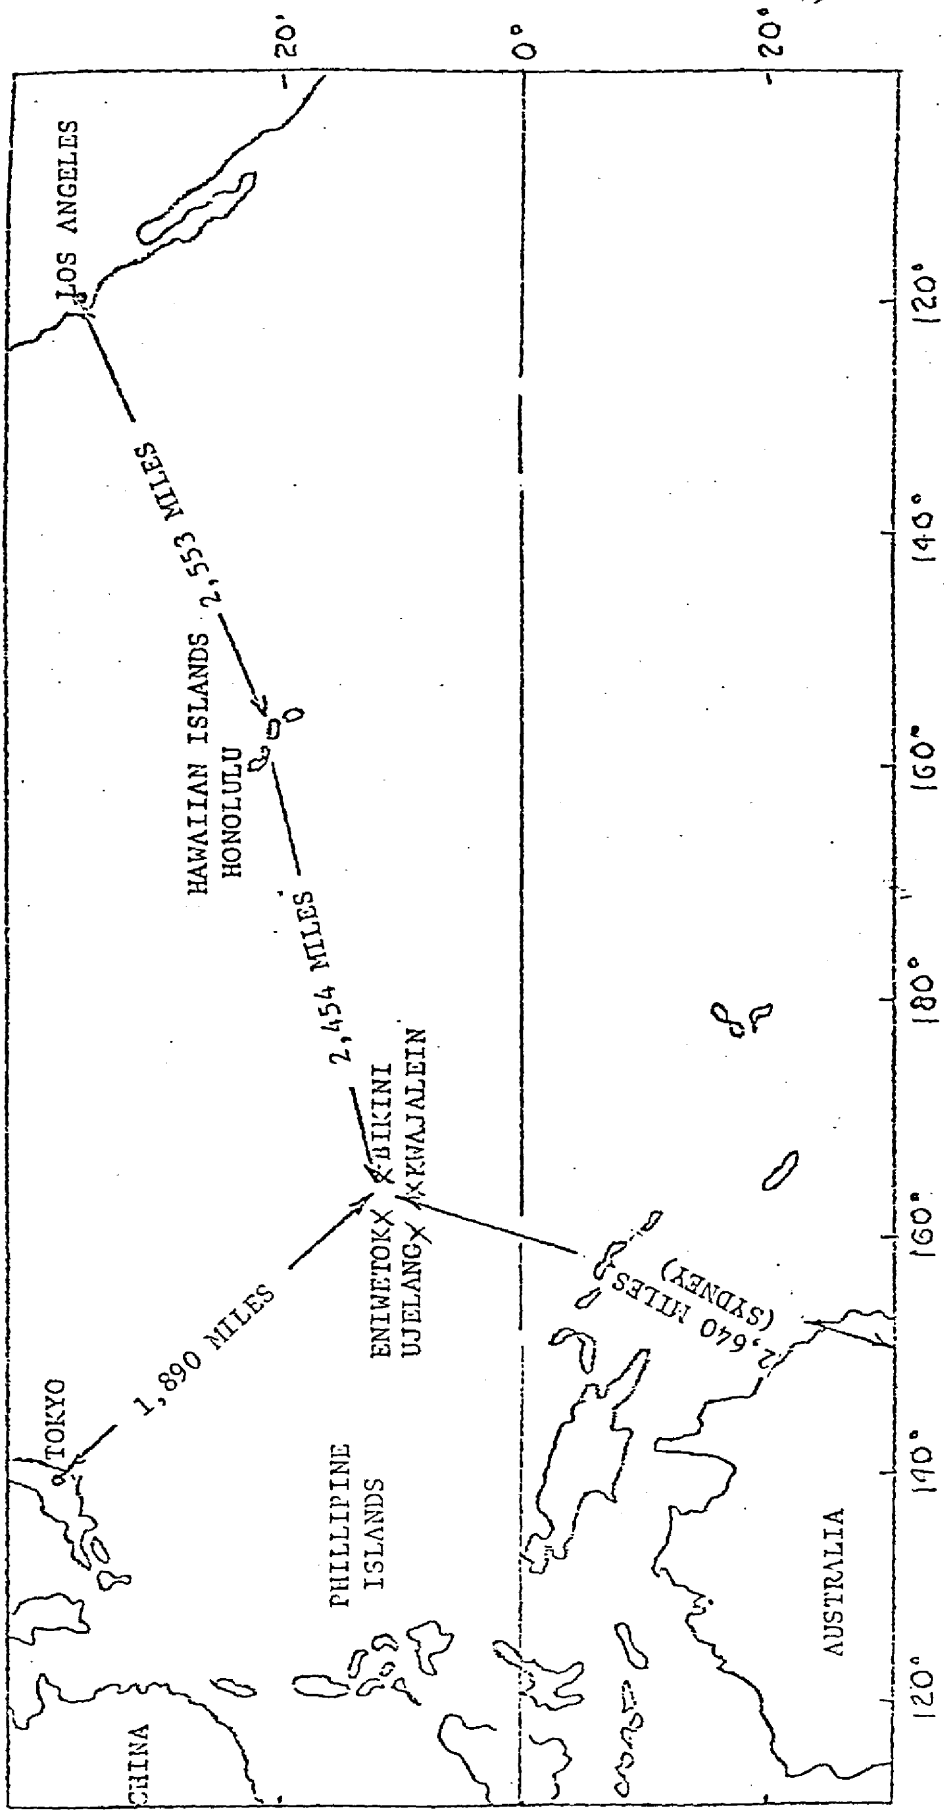 CHINA
TOKYO
1,890 MILES
PHILLIPINE
ISLANDS
ENIWETOK
UJELANG
BIKINI
KWAJALEIN
2,454 MILES
HAWAIIAN ISLANDS
HONOLULU
2,553 MILES
LOS ANGELES
2,640 MILES
(SYDNEY)
AUSTRALIA
20°
0°
20°
120°
140°
160°
180°
160°
140°
120°